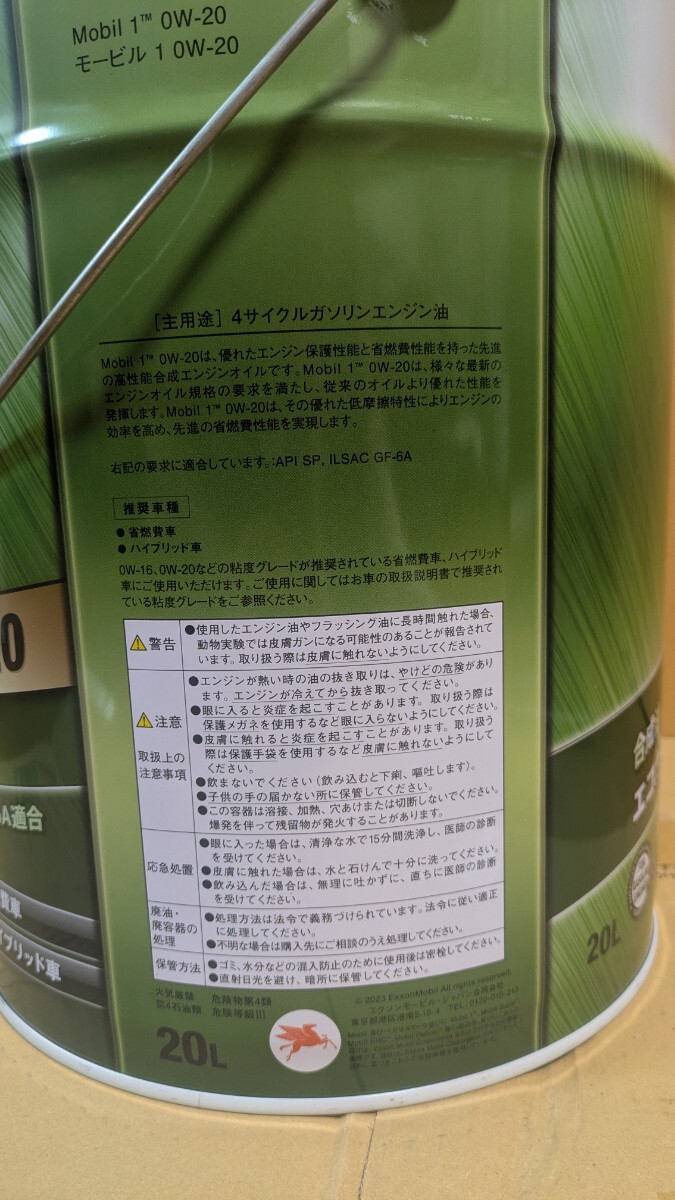 Mobil 1™ 0W-20
モービル 1 0W-20
[主用途] 4サイクルガソリンエンジン油
Mobil 1™ 0W-20は、優れたエンジン保護性能と省燃費性能を持った先進
の高性能合成エンジンオイルです。Mobil 1™ 0W-20は、様々な最新の
エンジンオイル規格の要求を満たし、従来のオイルより優れた性能を
発揮します。Mobil 1™ 0W-20は、その優れた低摩擦特性によりエンジンの
効率を高め、先進の省燃費性能を実現します。
右記の要求に適合しています。:API SP, ILSAC GF-6A
推奨車種
●省燃費車
●ハイブリッド車
0W-16、0W-20などの粘度グレードが推奨されている省燃費車、ハイブリッド
車にご使用いただけます。ご使用に関してはお車の取扱説明書で推奨され
ている粘度グレードをご参照ください。
警告
●使用したエンジン油やフラッシング油に長時間触れた場合、
動物実験では皮膚ガンになる可能性のあることが報告されて
います。取り扱う際は皮膚に触れないようにしてください。
注意
取扱上の
注意事項
●エンジンが熱い時の油の抜き取りは、やけどの危険があり
ます。エンジンが冷えてから抜き取ってください。
●眼に入ると炎症を起こすことがあります。取り扱う際は
保護メガネを使用するなど眼に入らないようにしてください。
●皮膚に触れると炎症を起こすことがあります。取り扱う
際は保護手袋を使用するなど皮膚に触れないようにして
ください。
●飲まないでください(飲み込むと下痢、嘔吐します)。
●子供の手の届かない所に保管してください。
●この容器は溶接、加熱、穴あけまたは切断しないでください。
爆発を伴って残留物が発火することがあります。
応急処置
●眼に入った場合は、清浄な水で15分間洗浄し、医師の診断
を受けてください。
●皮膚に触れた場合は、水と石けんで十分に洗ってください。
●飲み込んだ場合は、無理に吐かずに、直ちに医師の診断
を受けてください。
廃油・
廃容器の
処理
●処理方法は法令で義務づけられています。法令に従い適正
に処理してください。
●不明な場合は購入先にご相談のうえ処理してください。
保管方法
●ゴミ、水分などの混入防止のために使用後は密栓してください。
●直射日光を避け、暗所に保管してください。
火気厳禁 危険物第4類
第4石油類 危険等級III
20L
© 2023 ExxonMobil All rights reserved.
エクソンモービル・ジャパン合同会社
0
A適合
費車
イブリッド車
20L